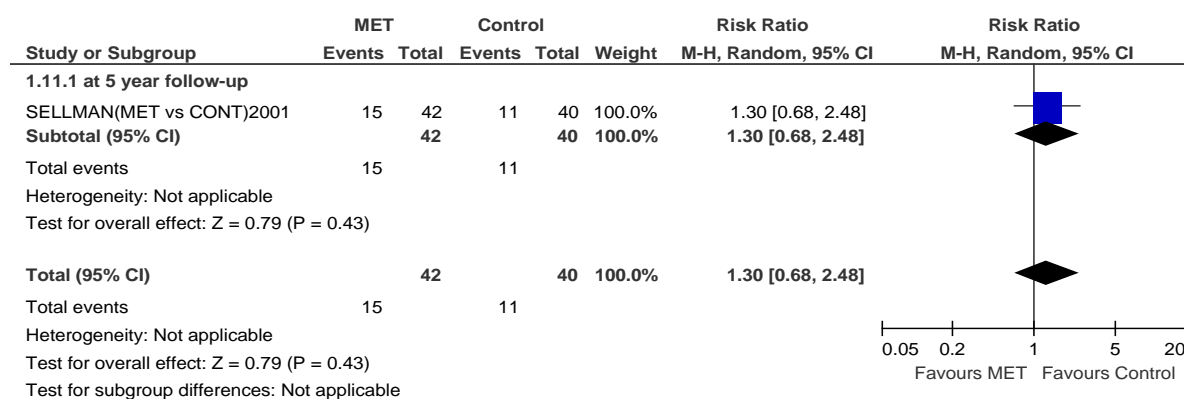 MET Control Risk Ratio Risk Ratio
Study or Subgroup Events Total Events Total Weight M-H, Random, 95% CI M-H, Random, 95% CI
1.11.1 at 5 year follow-up
SELLMAN(MET vs CONT)2001 15 42 11 40 100.0% 1.30 [0.68, 2.48]
Subtotal (95% CI) 42 40 100.0% 1.30 [0.68, 2.48]
Total events 15 11
Heterogeneity: Not applicable
Test for overall effect: Z = 0.79 (P = 0.43)
Total (95% CI) 42 40 100.0% 1.30 [0.68, 2.48]
Total events 15 11
Heterogeneity: Not applicable
Test for overall effect: Z = 0.79 (P = 0.43)
Test for subgroup differences: Not applicable
0.05 0.2 1 5 20
Favours MET Favours Control